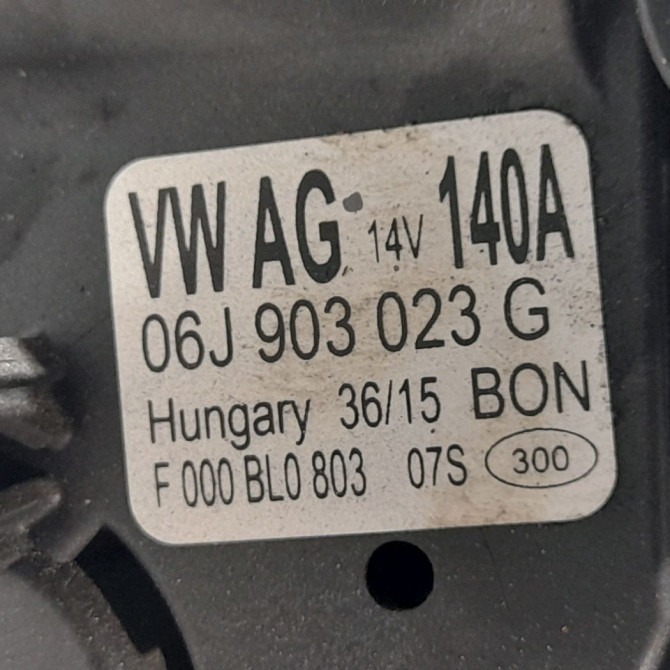 VW AG 14V 140A
06J 903 023 G
Hungary 36/15 BON
F 000 BL0 803 07S 300